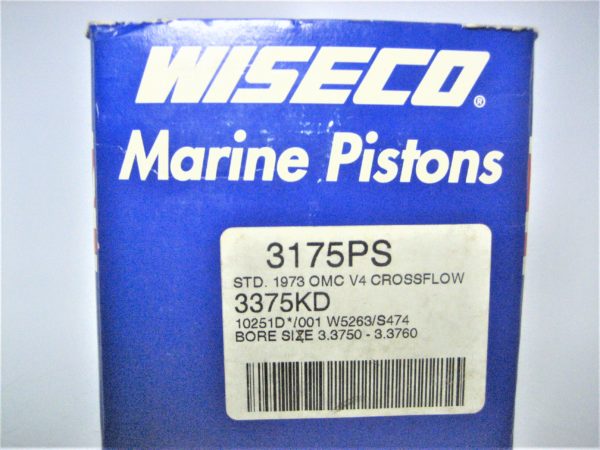 WISECO®
Marine Pistons
3175PS
STD. 1973 OMC V4 CROSSFLOW
3375KD
10251D*/001 W5263/S474
BORE SIZE 3.3750 - 3.3760